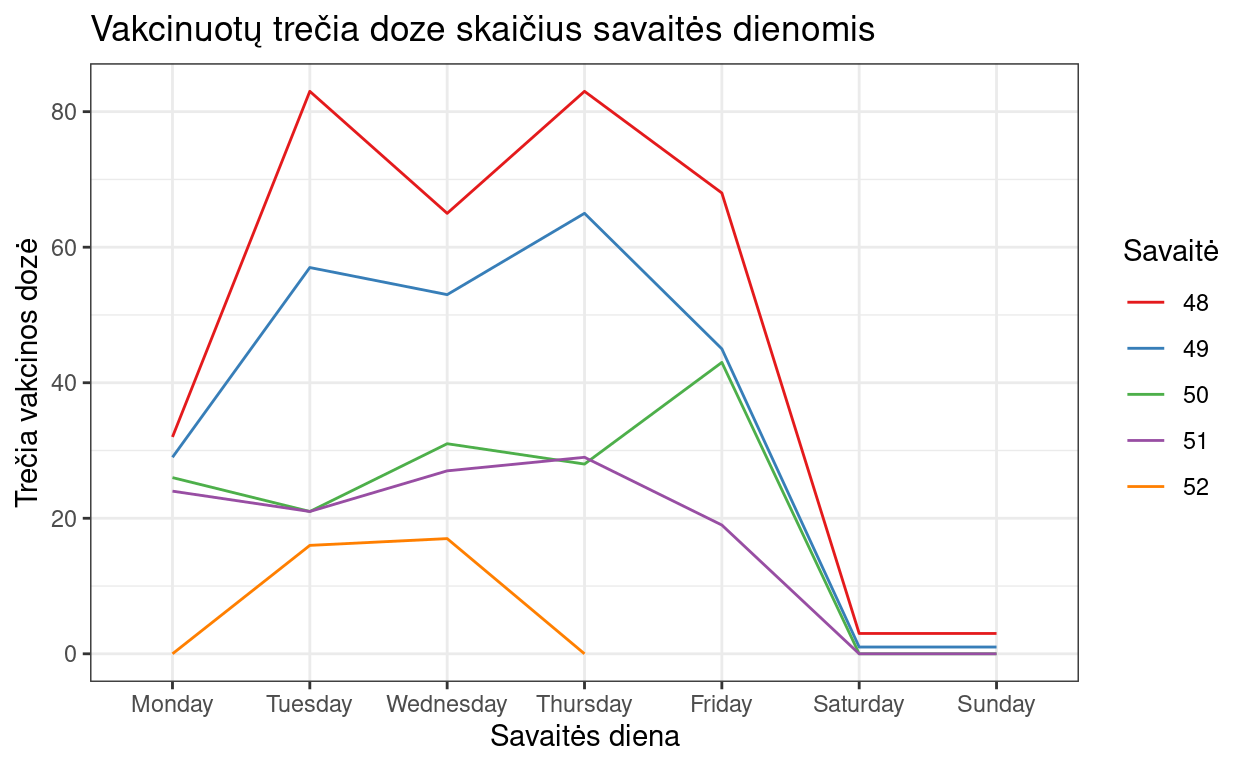 Vakcinuotų trečia doze skaičius savaitės dienomis
Trečia vakcinos dozė
80
60
40
20
0
Monday Tuesday Wednesday Thursday Friday Saturday Sunday
Savaitės diena
Savaitė
48
49
50
51
52